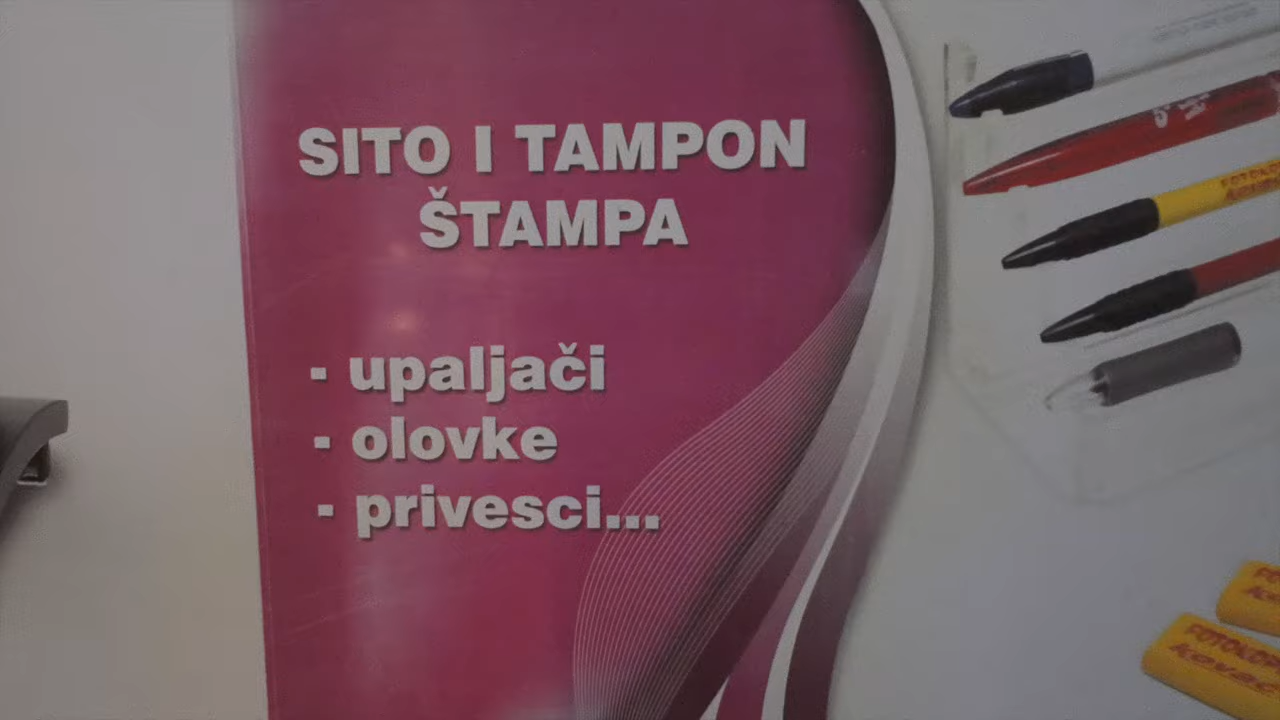 SITO I TAMPON
ŠTAMPA
- upaljači
- olovke
- privesci...